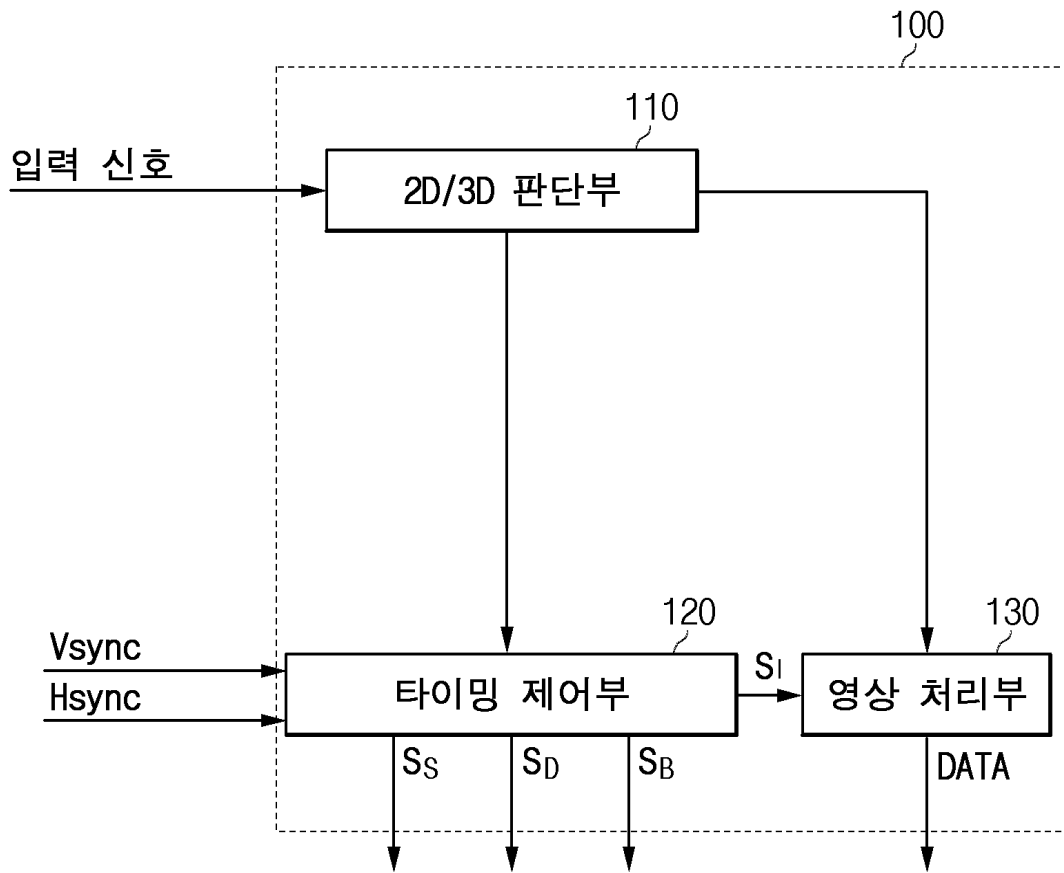 100
110
입력 신호
2D/3D 판단부
120
130
Vsync
Hsync
타이밍 제어부
SI
영상 처리부
SS
SD
SB
DATA